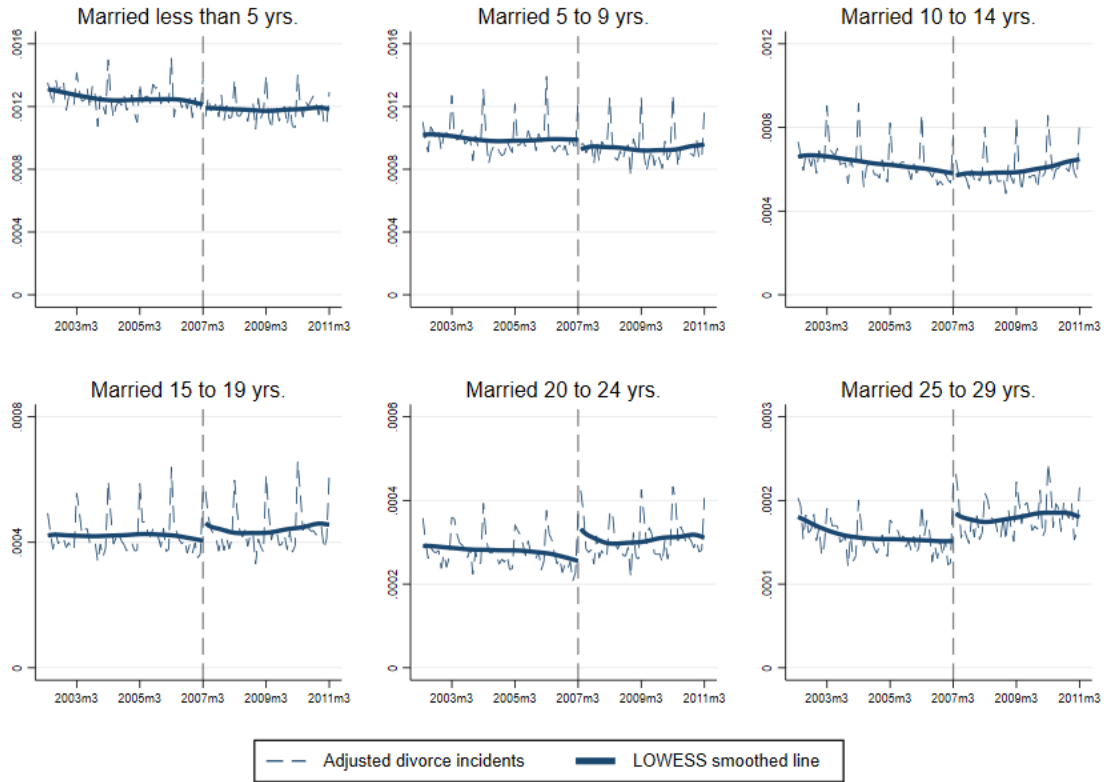 Married less than 5 yrs.
.0016
.0012
.0008
.0004
0
2003m3 2005m3 2007m3 2009m3 2011m3
Married 5 to 9 yrs.
.0016
.0012
.0008
.0004
0
2003m3 2005m3 2007m3 2009m3 2011m3
Married 10 to 14 yrs.
.0012
.0008
.0004
0
2003m3 2005m3 2007m3 2009m3 2011m3
Married 15 to 19 yrs.
.0008
.0004
0
2003m3 2005m3 2007m3 2009m3 2011m3
Married 20 to 24 yrs.
.0006
.0004
.0002
0
2003m3 2005m3 2007m3 2009m3 2011m3
Married 25 to 29 yrs.
.0003
.0002
.0001
0
2003m3 2005m3 2007m3 2009m3 2011m3
Adjusted divorce incidents LOWESS smoothed line